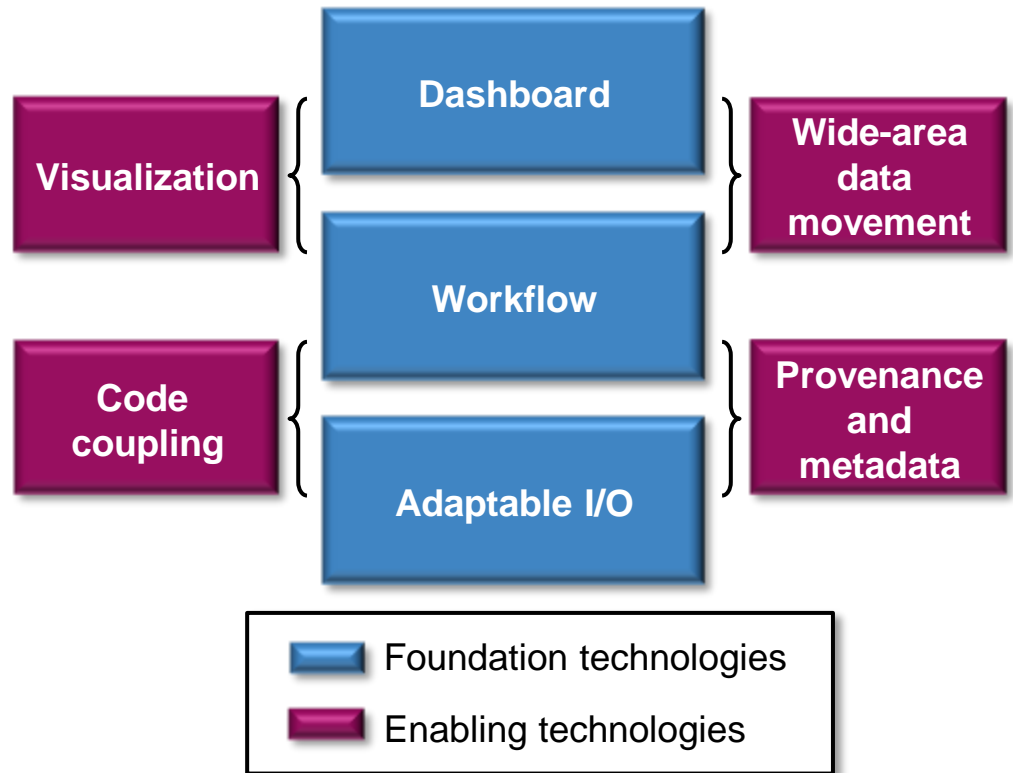 Dashboard
Visualization
Wide-area
data
movement
Workflow
Code
coupling
Provenance
and
metadata
Adaptable I/O
Foundation technologies
Enabling technologies